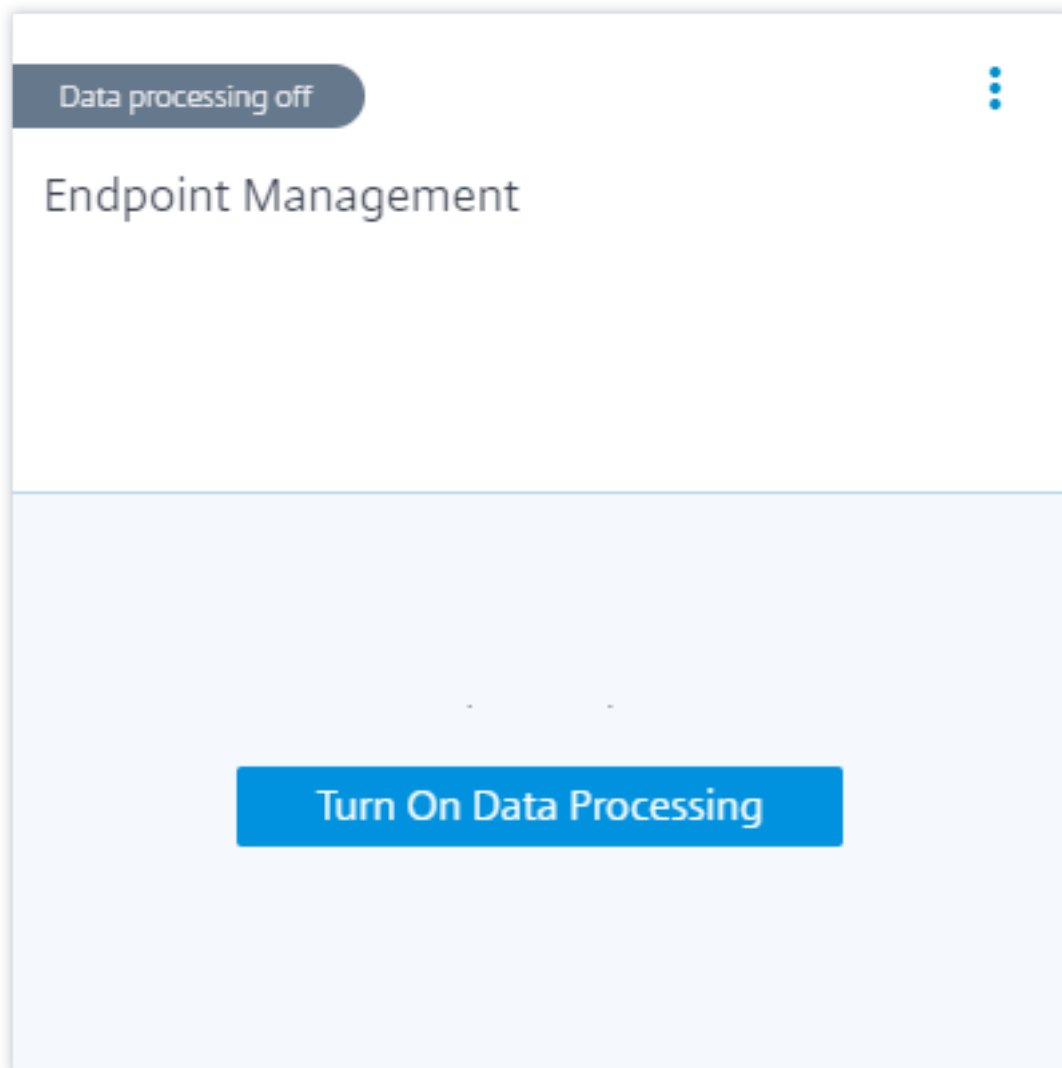 Data processing off
Endpoint Management
Turn On Data Processing